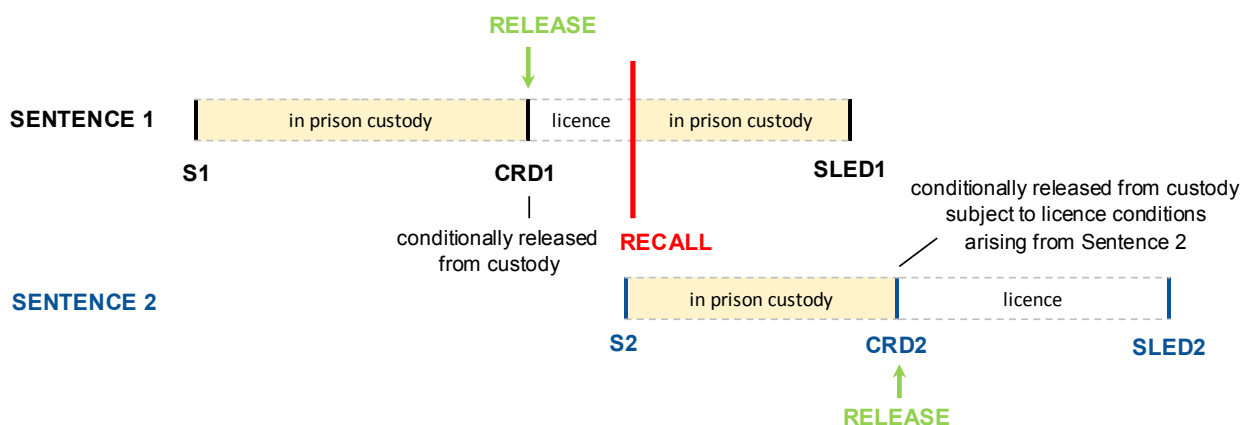 RELEASE
SENTENCE 1
in prison custody
licence
in prison custody
S1
CRD1
SLED1
conditionally released
from custody
RECALL
conditionally released from custody
subject to licence conditions
arising from Sentence 2
SENTENCE 2
in prison custody
licence
S2
CRD2
SLED2
RELEASE